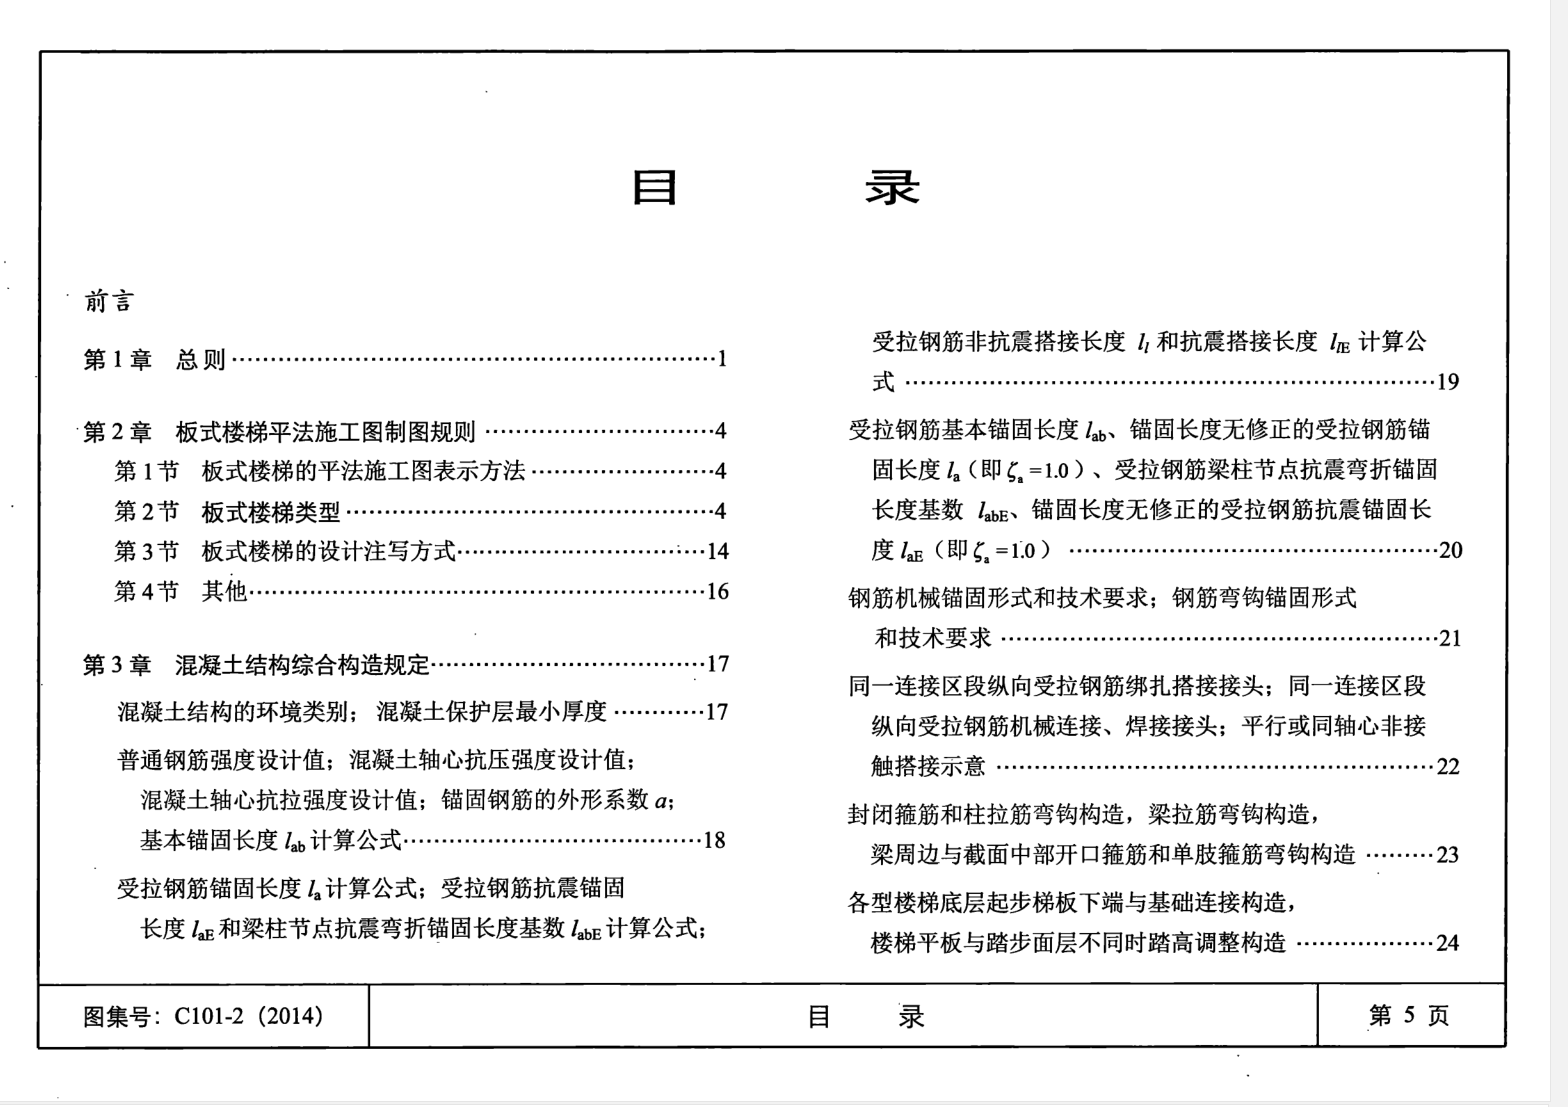 目 录
前言
第 1 章 总 则 ……………………………………………………1
第 2 章 板式楼梯平法施工图制图规则 ………………………4
第 1 节 板式楼梯的平法施工图表示方法 …………………4
第 2 节 板式楼梯类型 ………………………………………4
第 3 节 板式楼梯的设计注写方式 …………………………14
第 4 节 其他 …………………………………………………16
第 3 章 混凝土结构综合构造规定 ……………………………17
混凝土结构的环境类别； 混凝土保护层最小厚度 …………17
普通钢筋强度设计值；混凝土轴心抗压强度设计值；
混凝土轴心抗拉强度设计值；锚固钢筋的外形系数 a；
基本锚固长度 lab 计算公式 …………………………………18
受拉钢筋锚固长度 la 计算公式；受拉钢筋抗震锚固
长度 laE 和梁柱节点抗震弯折锚固长度基数 labE 计算公式；
受拉钢筋非抗震搭接长度 ll 和抗震搭接长度 llE 计算公
式 ……………………………………………………………19
受拉钢筋基本锚固长度 lab、锚固长度无修正的受拉钢筋锚
固长度 la（即 ζa =1.0）、受拉钢筋梁柱节点抗震弯折锚固
长度基数 labE、锚固长度无修正的受拉钢筋抗震锚固长
度 laE（即 ζa =1.0） …………………………………………20
钢筋机械锚固形式和技术要求；钢筋弯钩锚固形式
和技术要求 …………………………………………………21
同一连接区段纵向受拉钢筋绑扎搭接接头；同一连接区段
纵向受拉钢筋机械连接、焊接接头；平行或同轴心非接
触搭接示意 …………………………………………………22
封闭箍筋和柱拉筋弯钩构造，梁拉筋弯钩构造，
梁周边与截面中部开口箍筋和单肢箍筋弯钩构造 ………23
各型楼梯底层起步梯板下端与基础连接构造，
楼梯平板与踏步面层不同时踏高调整构造 ………………24
图集号：C101-2（2014） 目 录 第 5 页